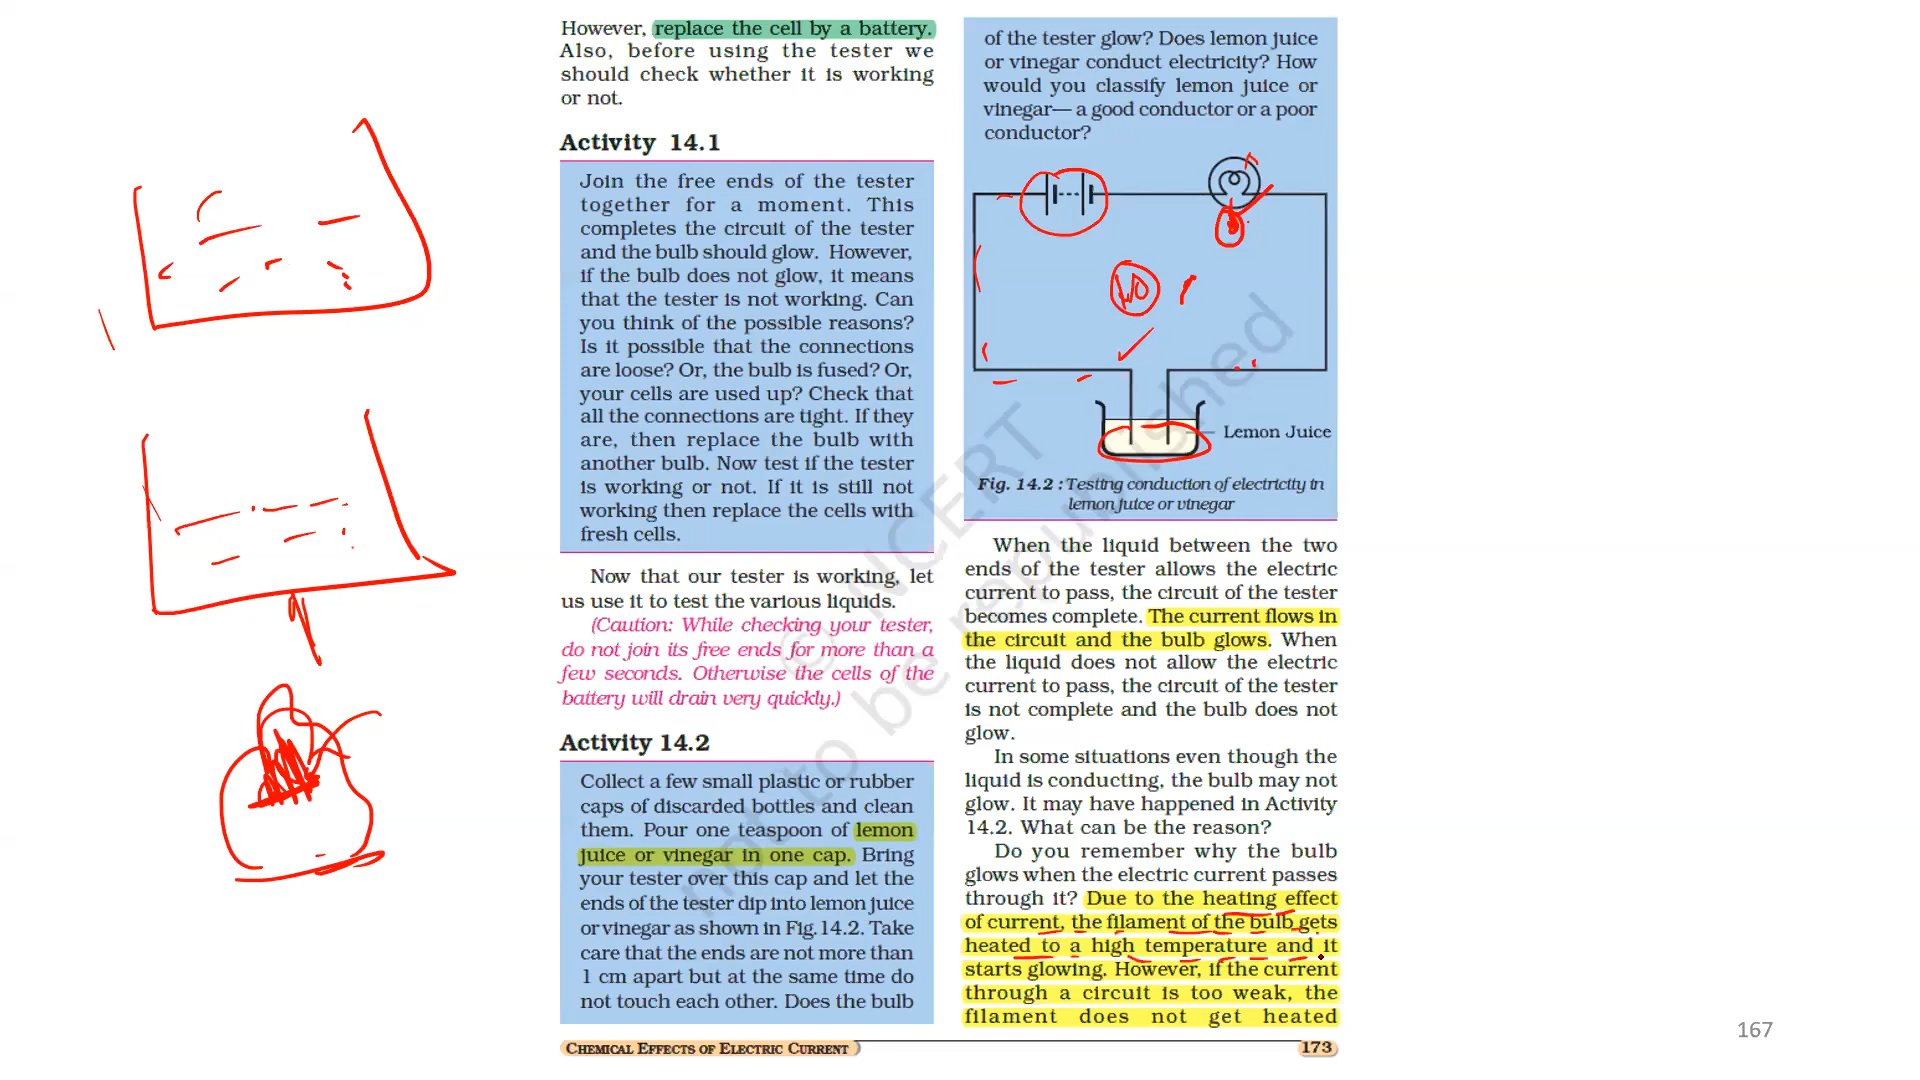 However, replace the cell by a battery.
Also, before using the tester we
should check whether it is working
or not.
Activity 14.1
Join the free ends of the tester
together for a moment. This
completes the circuit of the tester
and the bulb should glow. However,
if the bulb does not glow, it means
that the tester is not working. Can
you think of the possible reasons?
Is it possible that the connections
are loose? Or, the bulb is fused? Or,
your cells are used up? Check that
all the connections are tight. If they
are, then replace the bulb with
another bulb. Now test if the tester
is working or not. If it is still not
working then replace the cells with
fresh cells.
Now that our tester is working, let
us use it to test the various liquids.
(Caution: While checking your tester,
do not join its free ends for more than a
few seconds. Otherwise the cells of the
battery will drain very quickly.)
Activity 14.2
Collect a few small plastic or rubber
caps of discarded bottles and clean
them. Pour one teaspoon of lemon
juice or vinegar in one cap. Bring
your tester over this cap and let the
ends of the tester dip into lemon juice
or vinegar as shown in Fig.14.2. Take
care that the ends are not more than
1 cm apart but at the same time do
not touch each other. Does the bulb
of the tester glow? Does lemon juice
or vinegar conduct electricity? How
would you classify lemon juice or
vinegar— a good conductor or a poor
conductor?
Lemon Juice
Fig. 14.2 : Testing conduction of electricity in
lemon juice or vinegar
When the liquid between the two
ends of the tester allows the electric
current to pass, the circuit of the tester
becomes complete. The current flows in
the circuit and the bulb glows. When
the liquid does not allow the electric
current to pass, the circuit of the tester
is not complete and the bulb does not
glow.
In some situations even though the
liquid is conducting, the bulb may not
glow. It may have happened in Activity
14.2. What can be the reason?
Do you remember why the bulb
glows when the electric current passes
through it? Due to the heating effect
of current, the filament of the bulb gets
heated to a high temperature and it
starts glowing. However, if the current
through a circuit is too weak, the
filament does not get heated
© NCERT
not to be republished
CHEMICAL EFFECTS OF ELECTRIC CURRENT
173
167